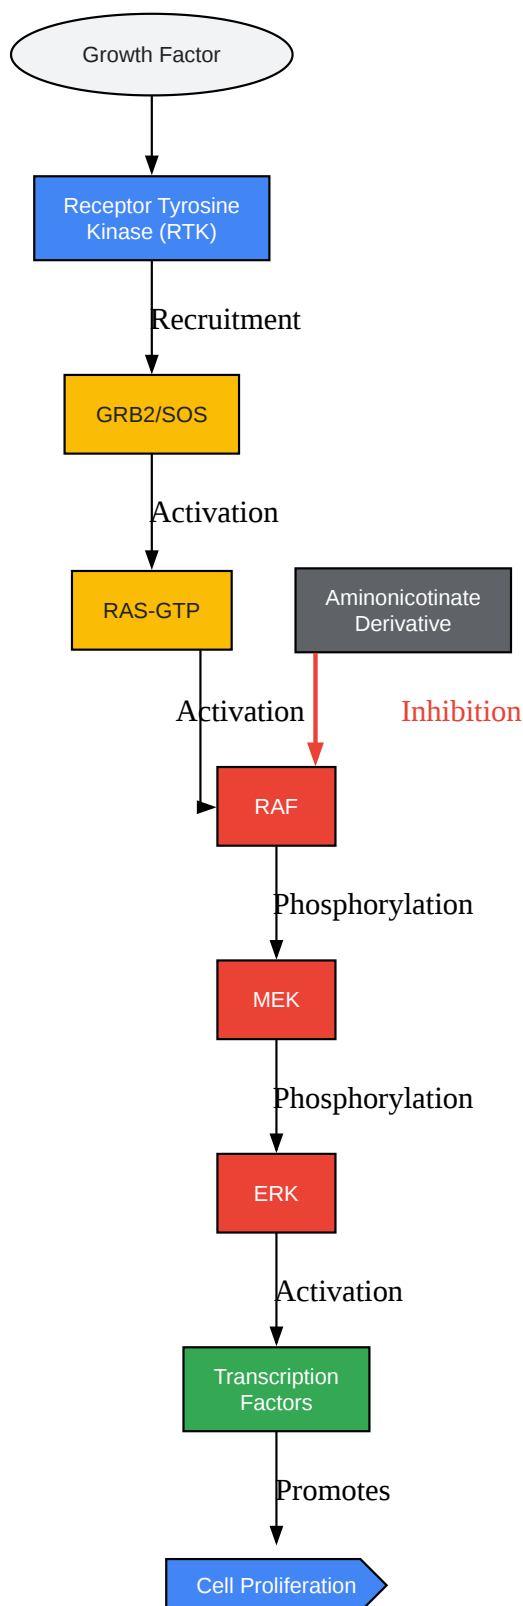 Growth Factor
Receptor Tyrosine
Kinase (RTK)
Recruitment
GRB2/SOS
Activation
RAS-GTP
Aminonicotinate
Derivative
Activation
Inhibition
RAF
Phosphorylation
MEK
Phosphorylation
ERK
Activation
Transcription
Factors
Promotes
Cell Proliferation